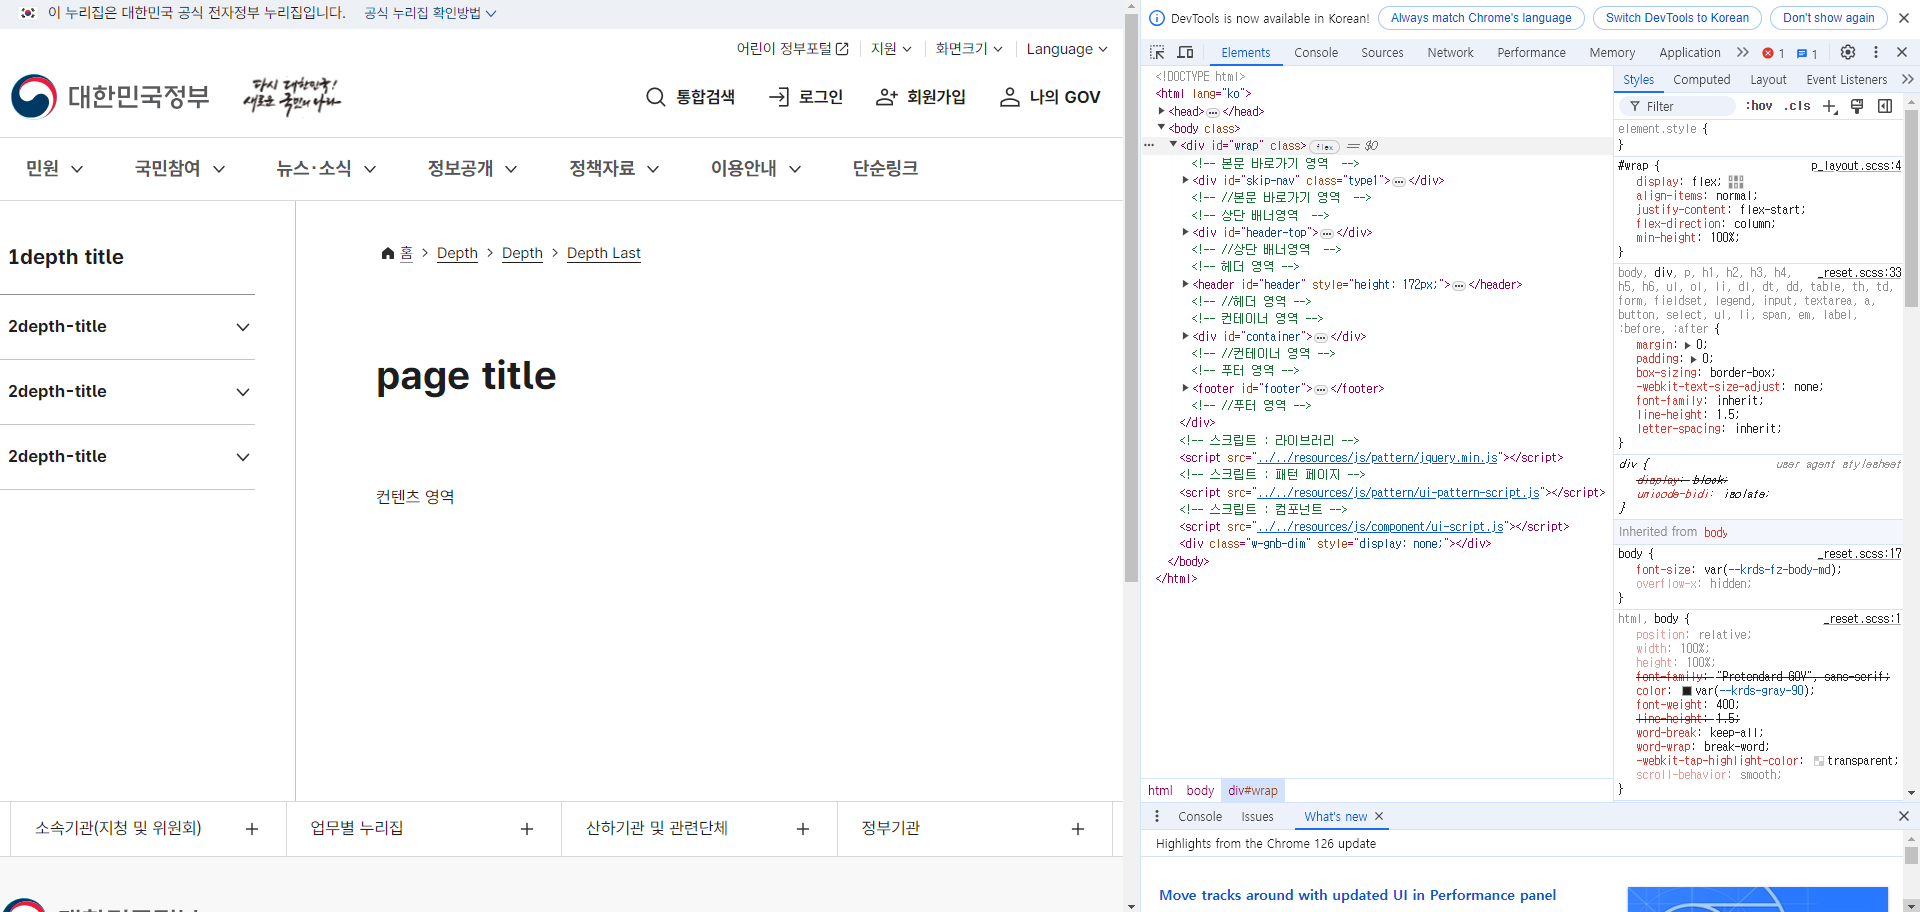 이 누리집은 대한민국 공식 전자정부 누리집입니다. 공식 누리집 확인방법
어린이 정부포털 지원 화면크기 Language
대한민국정부 다시 대한민국! 새로운 국민의 나라 통합검색 로그인 회원가입 나의 GOV
민원 국민참여 뉴스·소식 정보공개 정책자료 이용안내 단순링크
1depth title
2depth-title
2depth-title
2depth-title
홈 > Depth > Depth > Depth Last
page title
컨텐츠 영역
소속기관(지청 및 위원회) + 업무별 누리집 + 산하기관 및 관련단체 + 정부기관 +
DevTools is now available in Korean! Always match Chrome's language Switch DevTools to Korean Don't show again
Elements Console Sources Network Performance Memory Application 1 1
<!DOCTYPE html>
<html lang="ko">
<head>…</head>
<body class>
<div id="wrap" class> flex == $0
<!-- 본문 바로가기 영역 -->
<div id="skip-nav" class="type1">…</div>
<!-- //본문 바로가기 영역 -->
<!-- 상단 배너영역 -->
<div id="header-top">…</div>
<!-- //상단 배너영역 -->
<!-- 헤더 영역 -->
<header id="header" style="height: 172px;">…</header>
<!-- //헤더 영역 -->
<!-- 컨테이너 영역 -->
<div id="container">…</div>
<!-- //컨테이너 영역 -->
<!-- 푸터 영역 -->
<footer id="footer">…</footer>
<!-- //푸터 영역 -->
</div>
<!-- 스크립트 : 라이브러리 -->
<script src="../../resources/js/pattern/jquery.min.js"></script>
<!-- 스크립트 : 패턴 페이지 -->
<script src="../../resources/js/pattern/ui-pattern-script.js"></script>
<!-- 스크립트 : 컴포넌트 -->
<script src="../../resources/js/component/ui-script.js"></script>
<div class="w-gnb-dim" style="display: none;"></div>
</body>
</html>
html body div#wrap
Styles Computed Layout Event Listeners
Filter :hov .cls
element.style {
}
#wrap { p_layout.scss:4
display: flex;
align-items: normal;
justify-content: flex-start;
flex-direction: column;
min-height: 100%;
}
body, div, p, h1, h2, h3, h4, _reset.scss:33
h5, h6, ul, ol, li, dl, dt, dd, table, th, td,
form, fieldset, legend, input, textarea, a,
button, select, ul, li, span, em, label,
:before, :after {
margin: 0;
padding: 0;
box-sizing: border-box;
-webkit-text-size-adjust: none;
font-family: inherit;
line-height: 1.5;
letter-spacing: inherit;
}
div { user agent stylesheet
display: block;
unicode-bidi: isolate;
}
Inherited from body
body { _reset.scss:17
font-size: var(--krds-fz-body-md);
overflow-x: hidden;
}
html, body { _reset.scss:1
position: relative;
width: 100%;
height: 100%;
font-family: "Pretendard GOV", sans-serif;
color: var(--krds-gray-90);
font-weight: 400;
line-height: 1.5;
word-break: keep-all;
word-wrap: break-word;
-webkit-tap-highlight-color: transparent;
scroll-behavior: smooth;
}
Console Issues What's new
Highlights from the Chrome 126 update
Move tracks around with updated UI in Performance panel